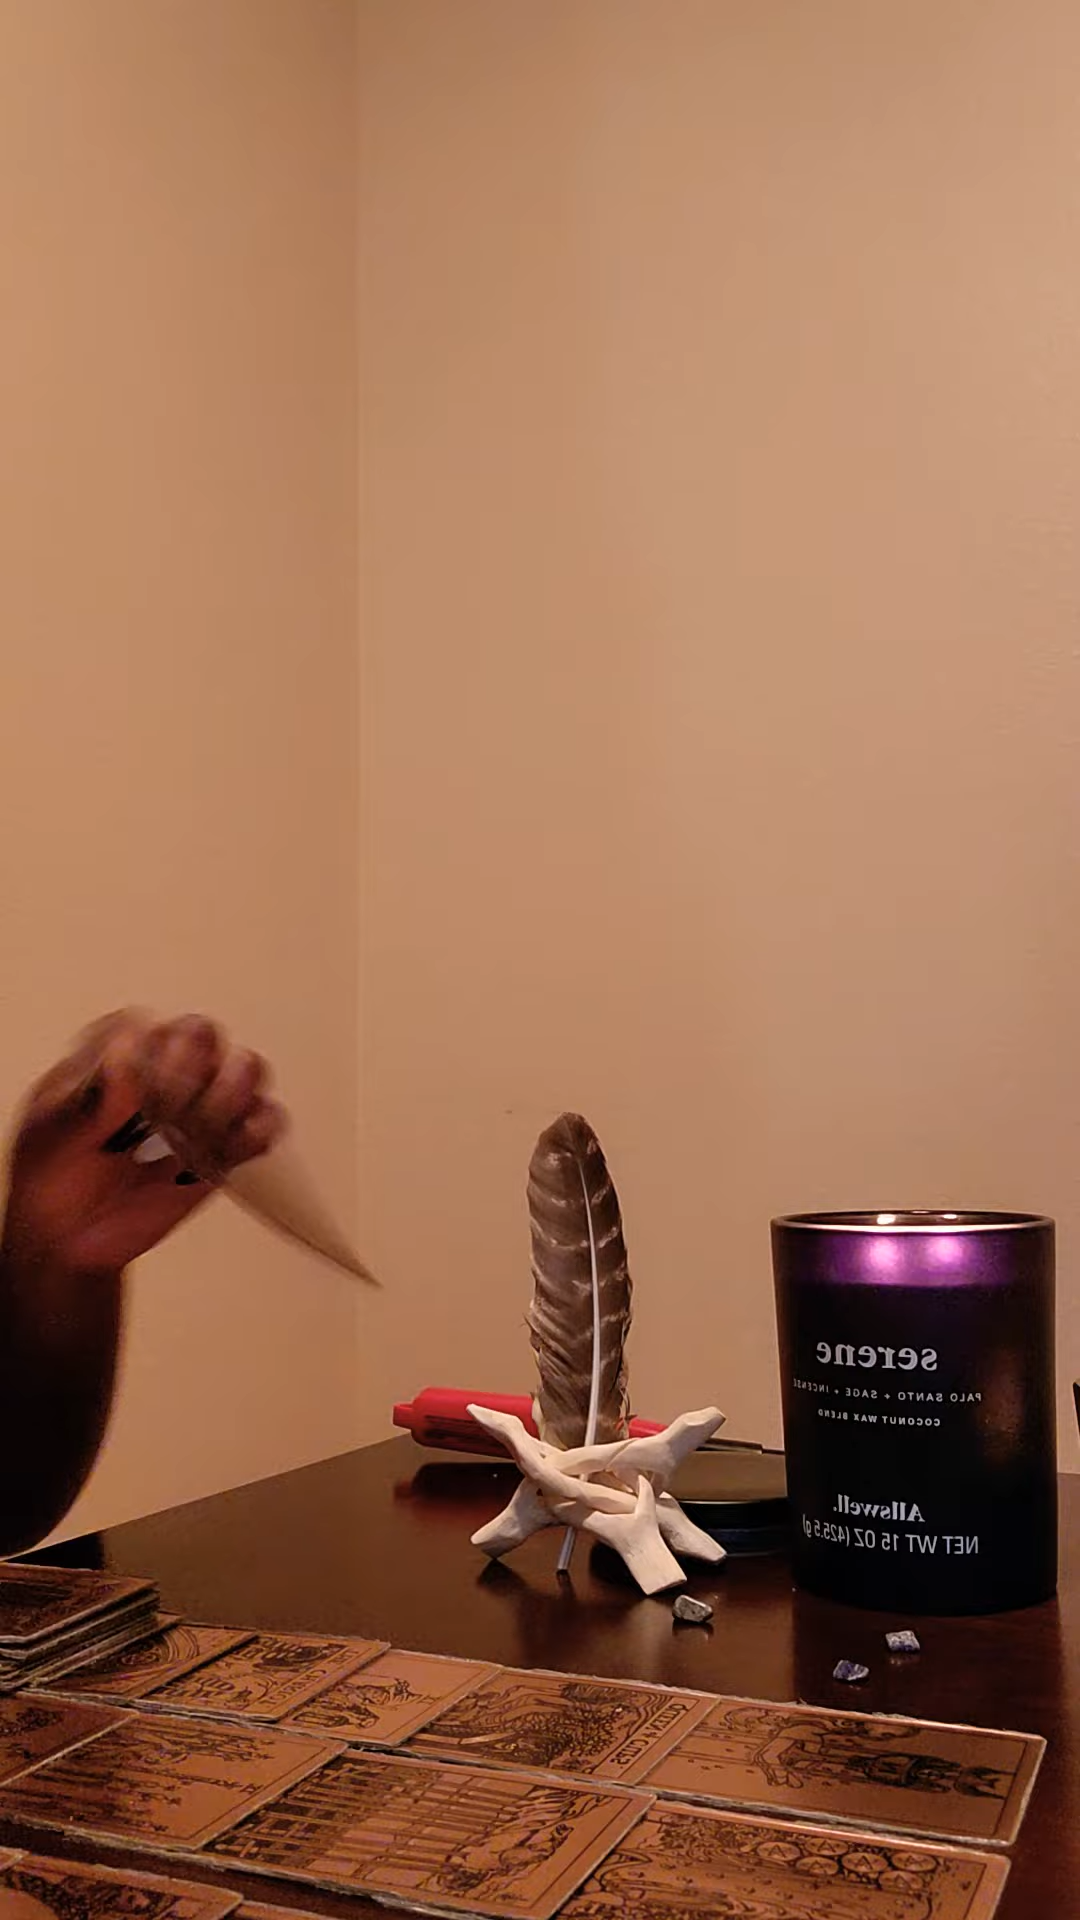 serene
PALO SANTO + SAGE + INCENSE
COCONUT WAX BLEND
Allswell.
NET WT 15 OZ (425.5 g)